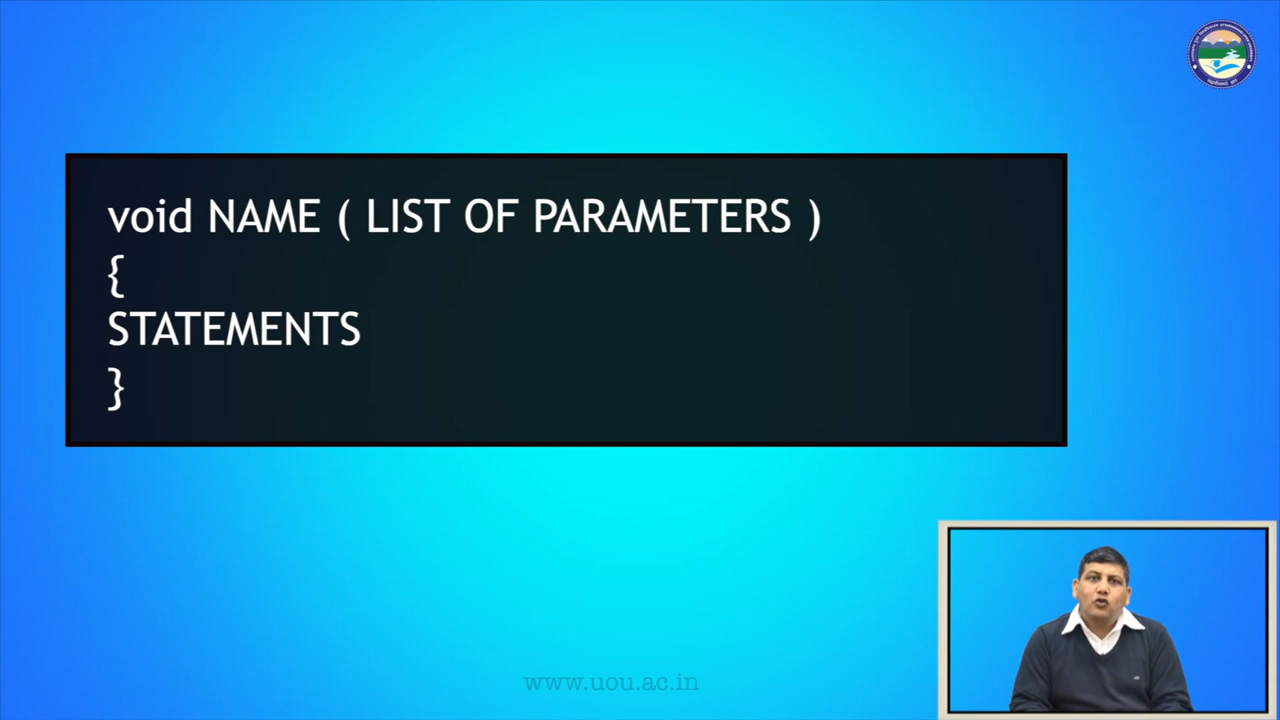 void NAME ( LIST OF PARAMETERS )
{
STATEMENTS
}
www.uou.ac.in